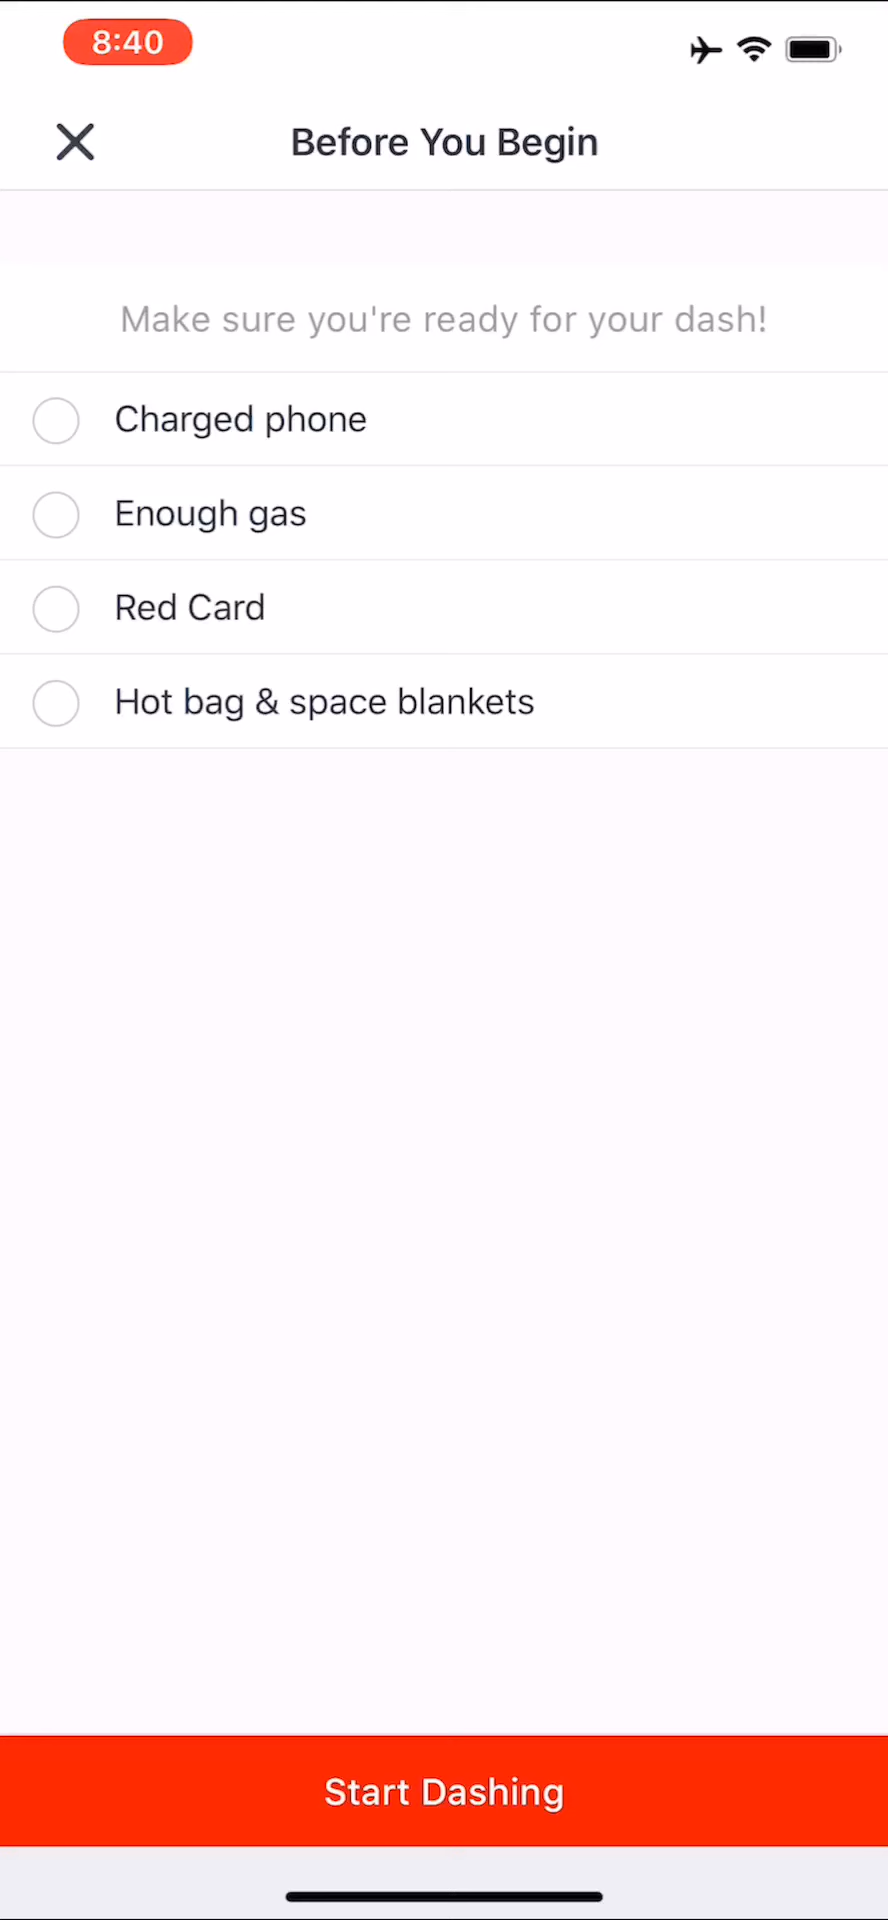 8:40
Before You Begin
Make sure you're ready for your dash!
Charged phone
Enough gas
Red Card
Hot bag & space blankets
Start Dashing